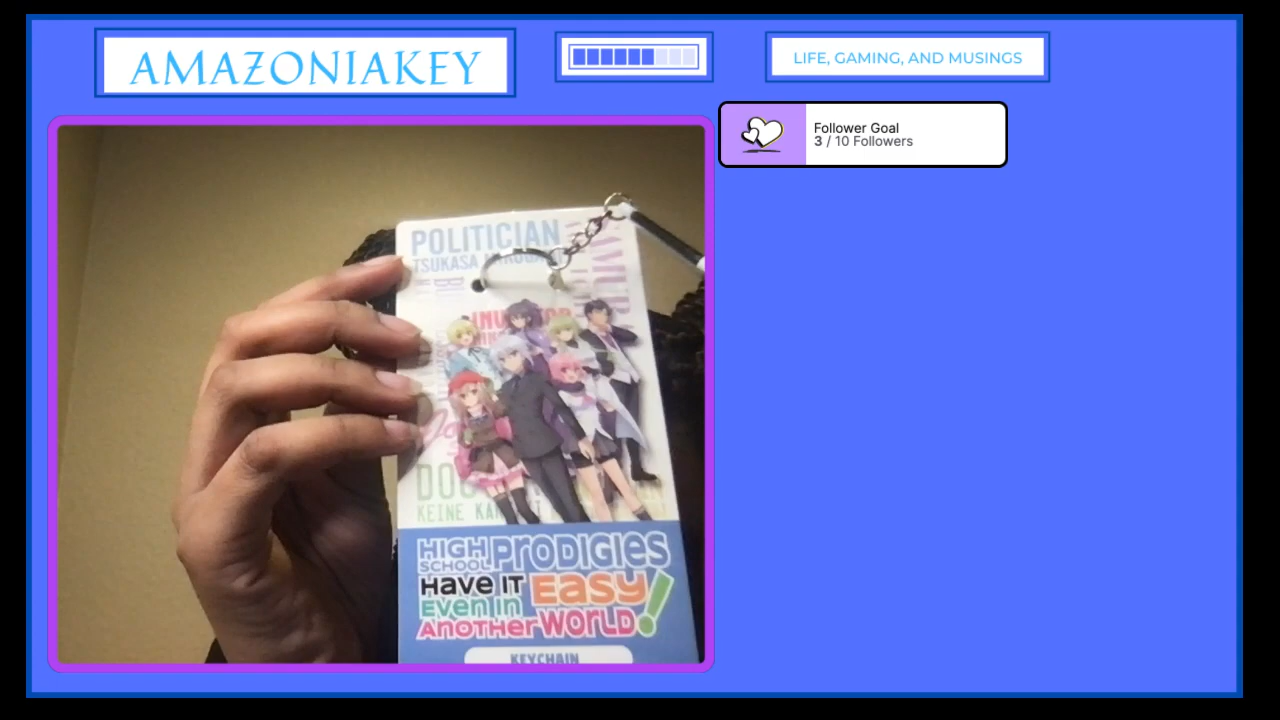 AMAZONIAKEY
LIFE, GAMING, AND MUSINGS
Follower Goal
3 / 10 Followers
POLITICIAN
TSUKASA
KEINE
HIGH SCHOOL PRODIGIES
HAVE IT EASY
EVEN IN
ANOTHER WORLD!
KEYCHAIN